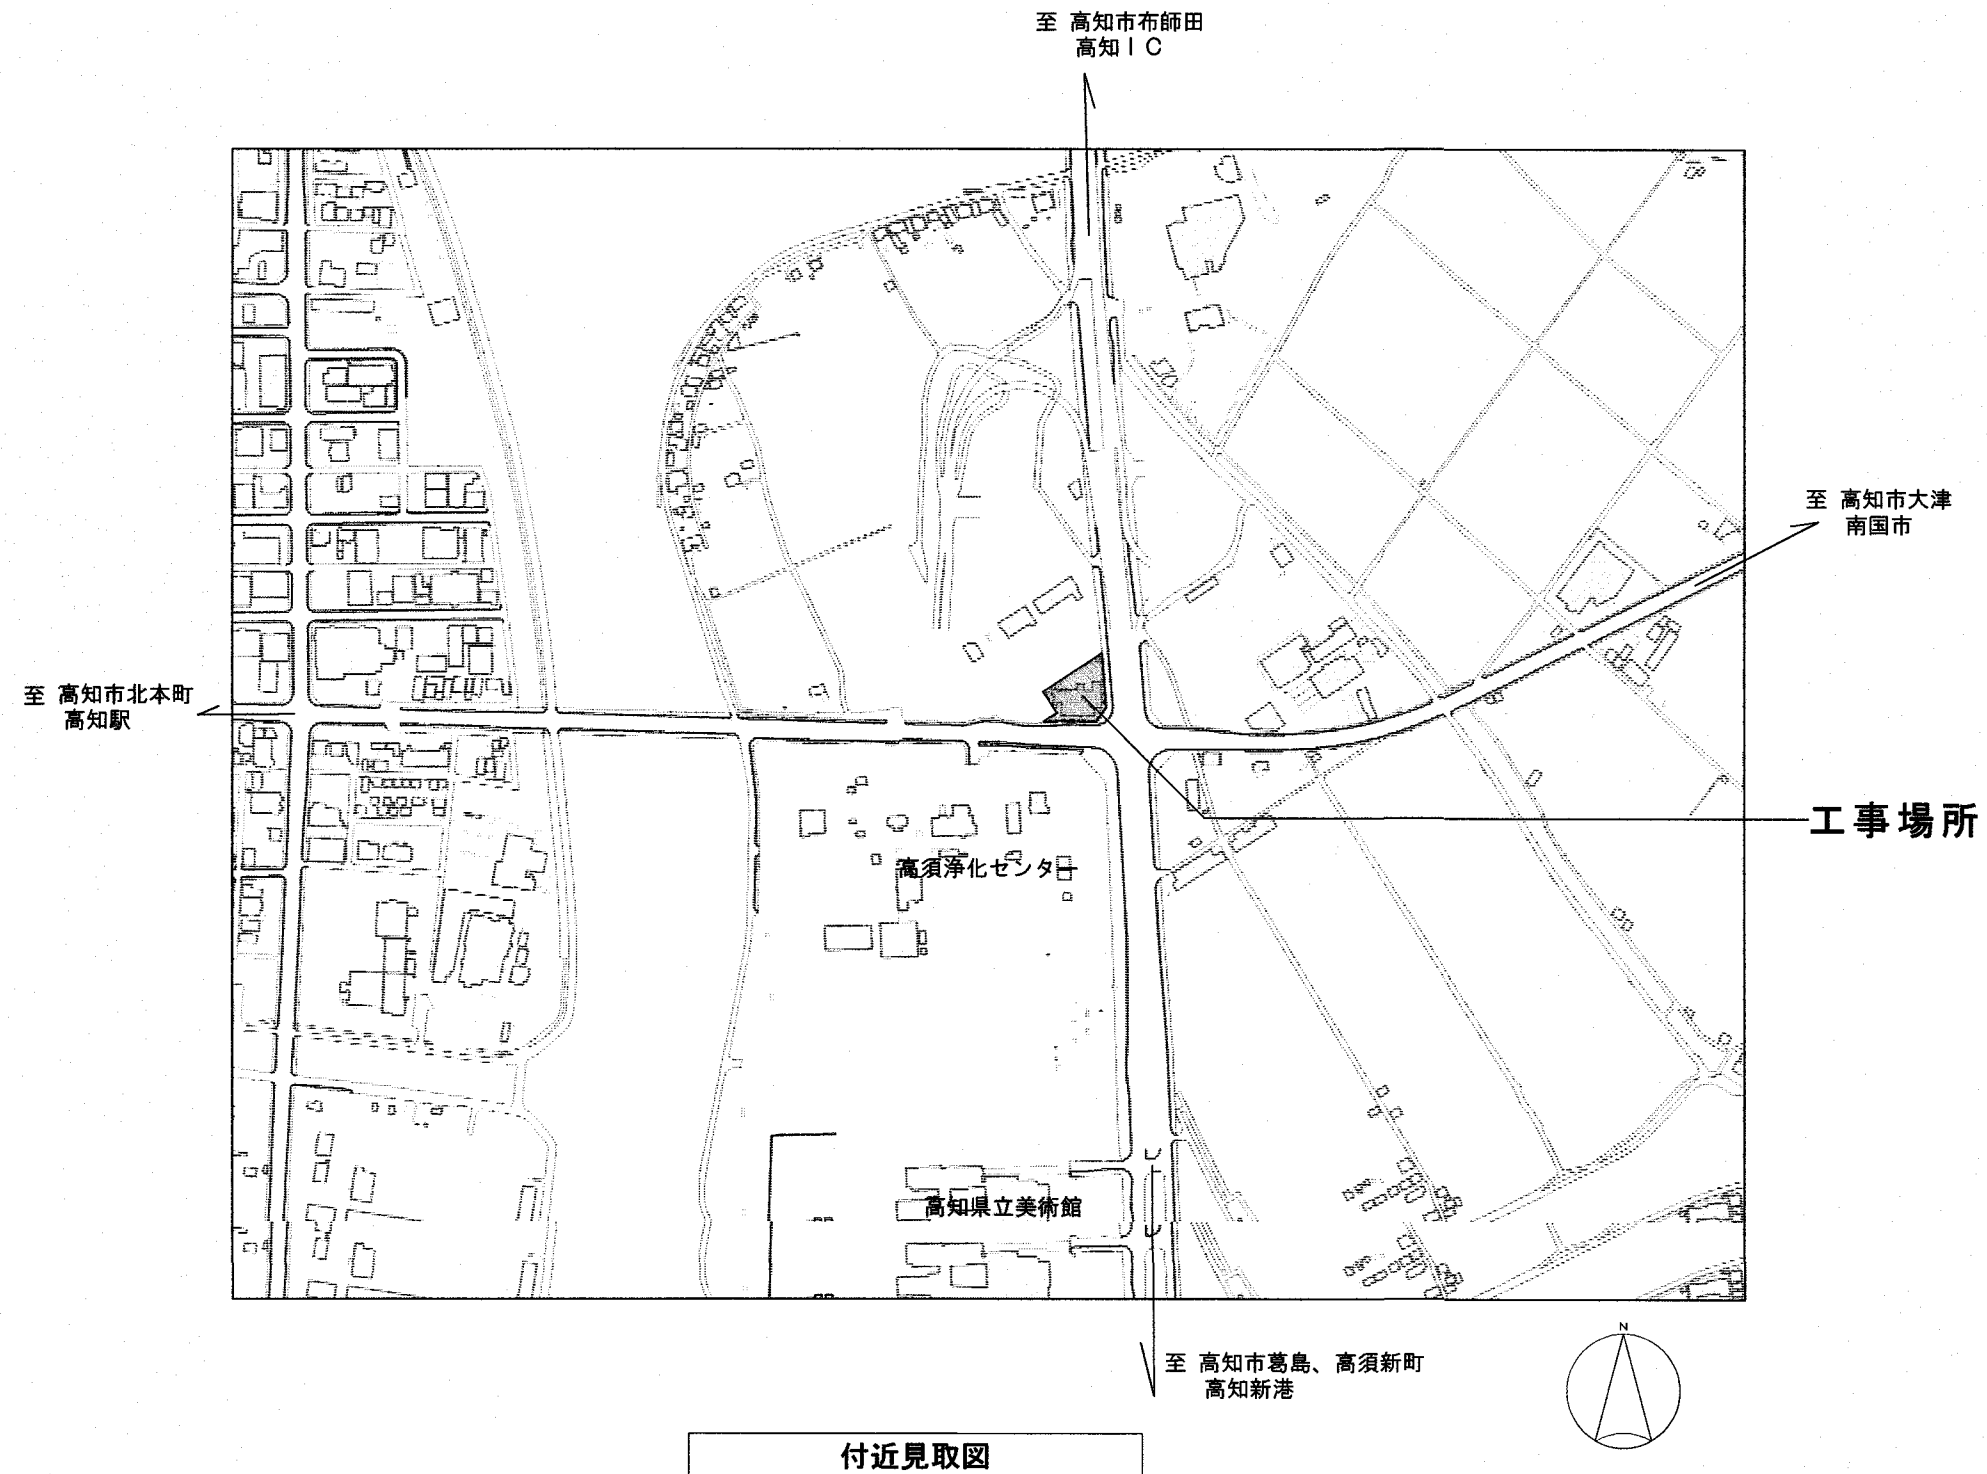 至 高知市布師田
高知IC
至 高知市大津
南国市
至 高知市北本町
高知駅
工事場所
高須浄化センター
高知県立美術館
至 高知市葛島、高須新町
高知新港
N
付近見取図